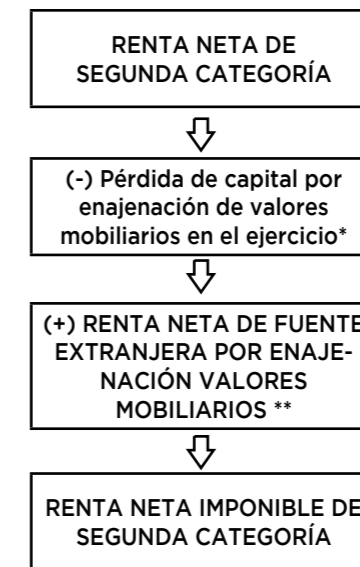 RENTA NETA DE
SEGUNDA CATEGORÍA
(-) Pérdida de capital por
enajenación de valores
mobiliarios en el ejercicio*
(+) RENTA NETA DE FUENTE
EXTRANJERA POR ENAJE-
NACIÓN VALORES
MOBILIARIOS **
RENTA NETA IMPONIBLE DE
SEGUNDA CATEGORÍA